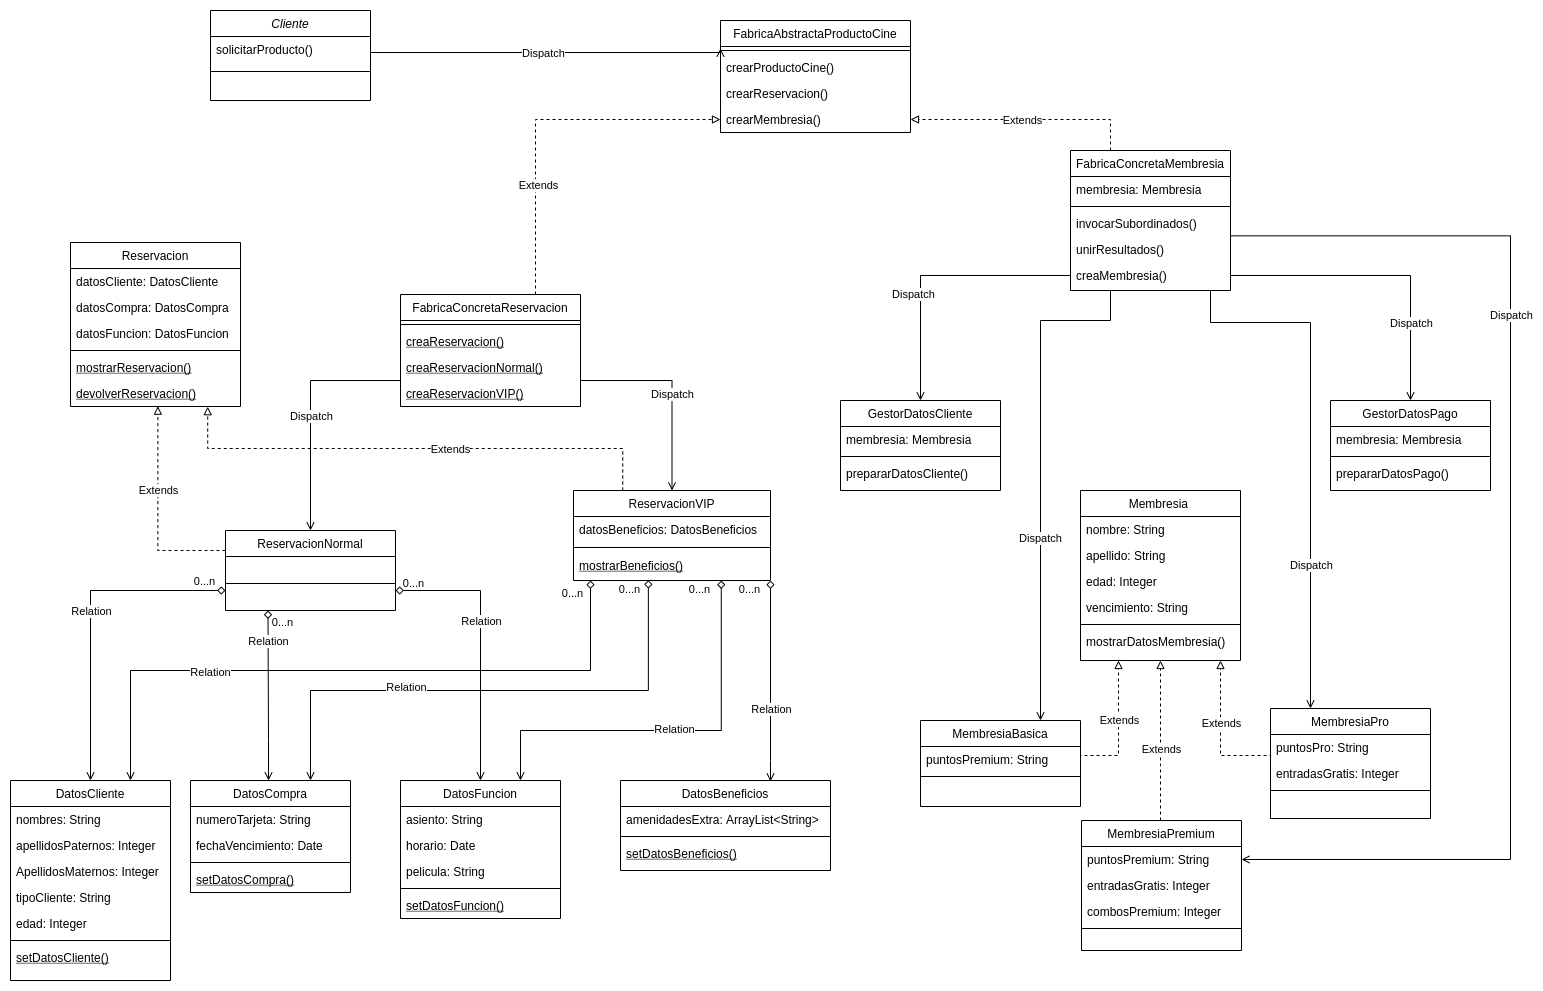 Cliente
solicitarProducto()
Dispatch
FabricaAbstractaProductoCine
crearProductoCine()
crearReservacion()
crearMembresia()
Extends
Extends
FabricaConcretaMembresia
membresia: Membresia
invocarSubordinados()
unirResultados()
creaMembresia()
Reservacion
datosCliente: DatosCliente
datosCompra: DatosCompra
datosFuncion: DatosFuncion
mostrarReservacion()
devolverReservacion()
FabricaConcretaReservacion
creaReservacion()
creaReservacionNormal()
creaReservacionVIP()
Dispatch
Dispatch
Dispatch
Dispatch
Dispatch
GestorDatosCliente
membresia: Membresia
prepararDatosCliente()
GestorDatosPago
membresia: Membresia
prepararDatosPago()
Extends
Extends
ReservacionVIP
datosBeneficios: DatosBeneficios
mostrarBeneficios()
ReservacionNormal
Membresia
nombre: String
apellido: String
edad: Integer
vencimiento: String
mostrarDatosMembresia()
Dispatch
Dispatch
0...n
0...n
0...n
0...n
0...n
0...n
0...n
Relation
Relation
Relation
Relation
Relation
Relation
Relation
Extends
Extends
Extends
MembresiaBasica
puntosPremium: String
MembresiaPro
puntosPro: String
entradasGratis: Integer
MembresiaPremium
puntosPremium: String
entradasGratis: Integer
combosPremium: Integer
DatosCliente
nombres: String
apellidosPaternos: Integer
ApellidosMaternos: Integer
tipoCliente: String
edad: Integer
setDatosCliente()
DatosCompra
numeroTarjeta: String
fechaVencimiento: Date
setDatosCompra()
DatosFuncion
asiento: String
horario: Date
pelicula: String
setDatosFuncion()
DatosBeneficios
amenidadesExtra: ArrayList<String>
setDatosBeneficios()